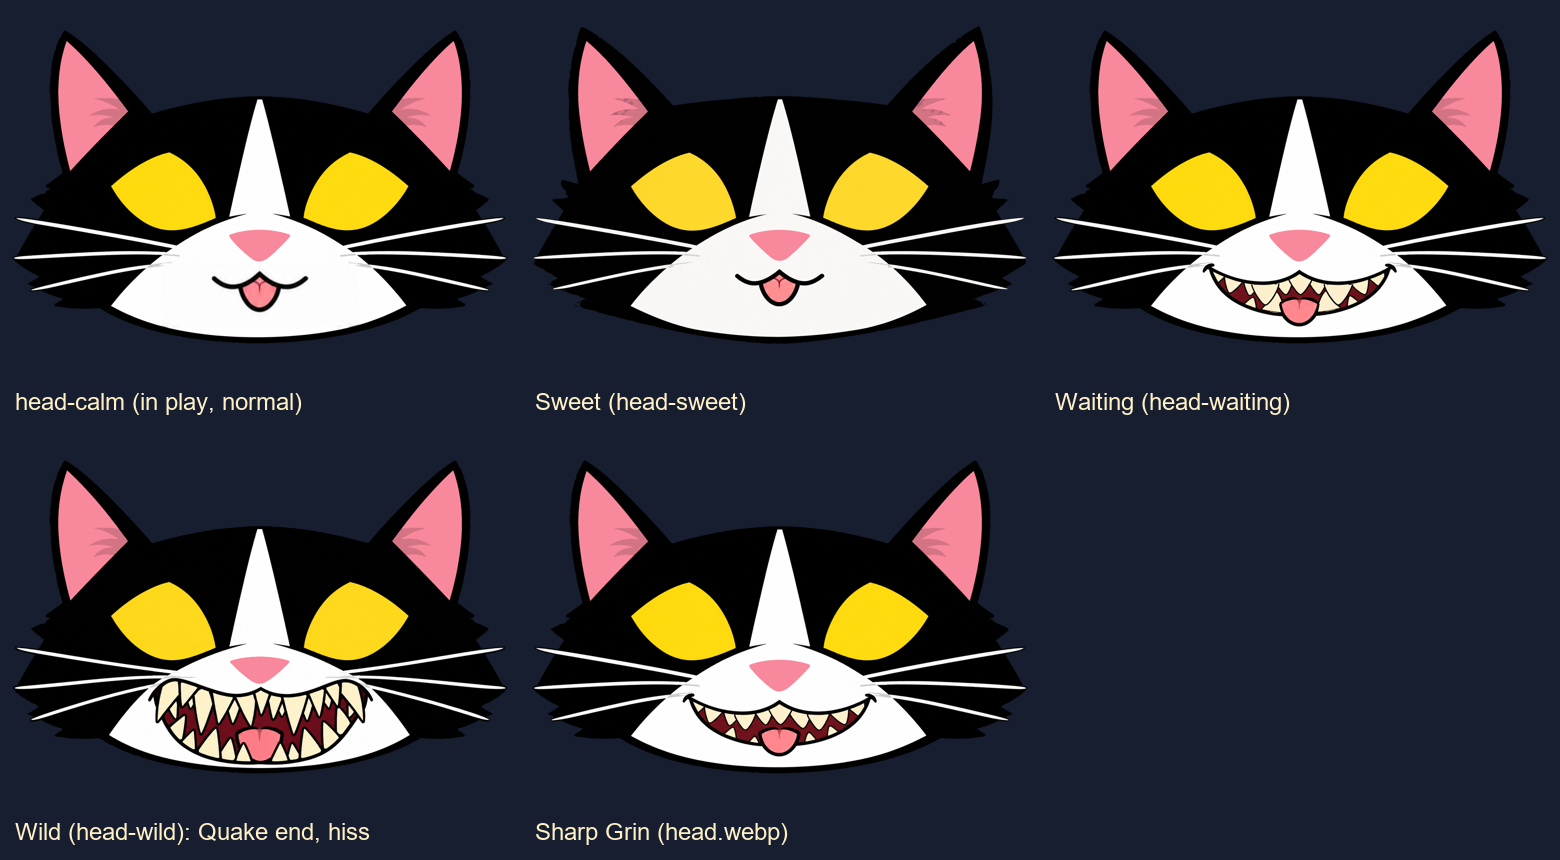 head-calm (in play, normal)
Sweet (head-sweet)
Waiting (head-waiting)
Wild (head-wild): Quake end, hiss
Sharp Grin (head.webp)